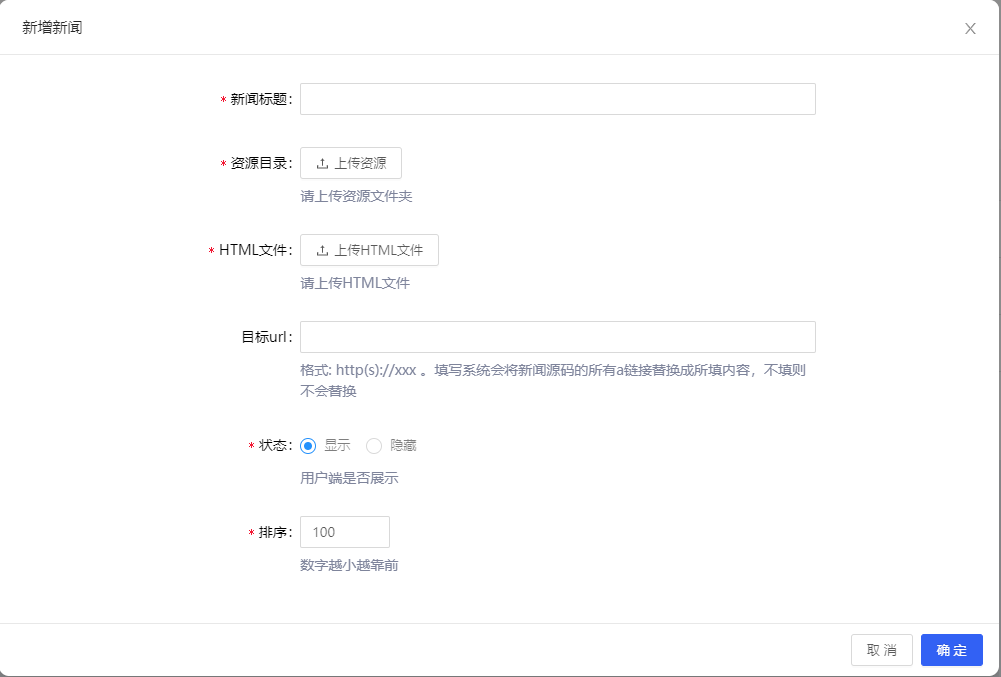 新增新闻
* 新闻标题:
* 资源目录: 上传资源
请上传资源文件夹
* HTML文件: 上传HTML文件
请上传HTML文件
目标url:
格式: http(s)://xxx 。填写系统会将新闻源码的所有a链接替换成所填内容，不填则
不会替换
* 状态: 显示 隐藏
用户端是否展示
* 排序: 100
数字越小越靠前
取 消 确 定